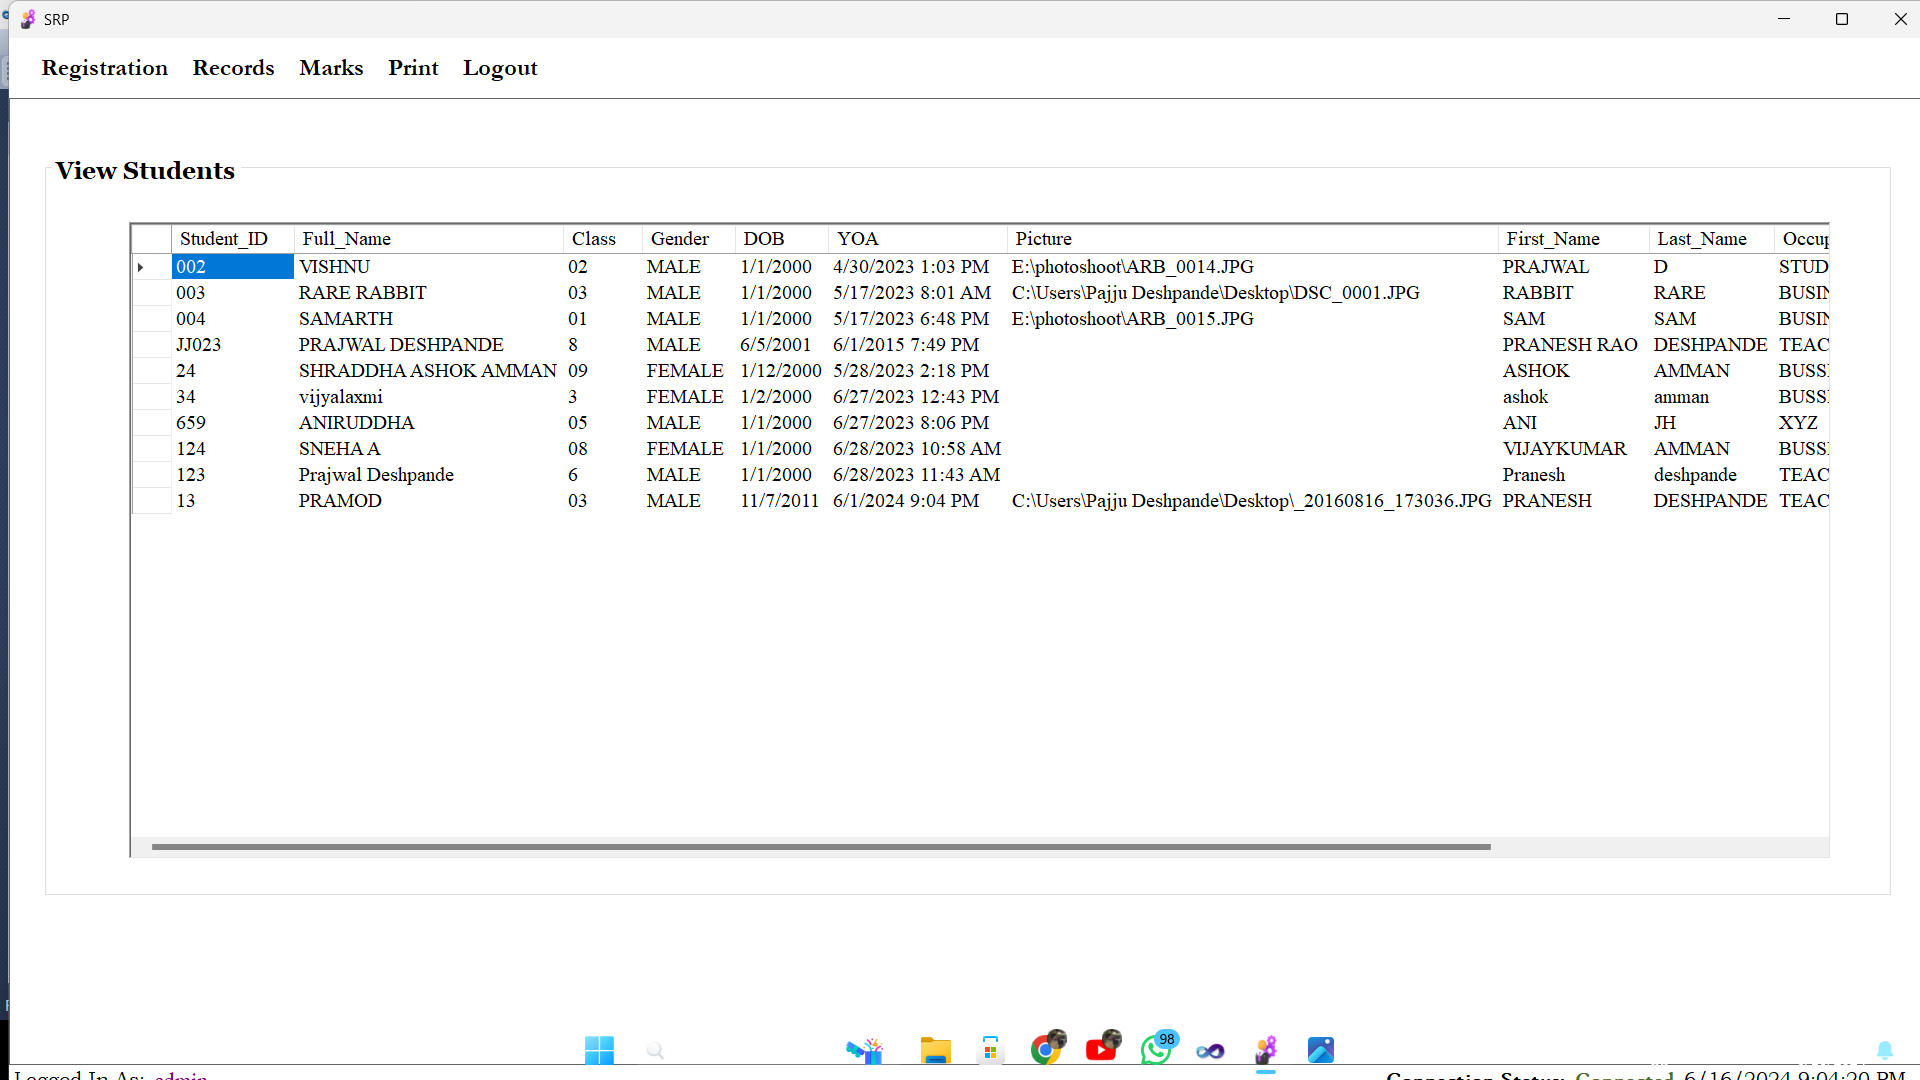 SRP
Registration Records Marks Print Logout
View Students
Student_ID Full_Name Class Gender DOB YOA Picture First_Name Last_Name Occup
002 VISHNU 02 MALE 1/1/2000 4/30/2023 1:03 PM E:\photoshoot\ARB_0014.JPG PRAJWAL D STUD
003 RARE RABBIT 03 MALE 1/1/2000 5/17/2023 8:01 AM C:\Users\Pajju Deshpande\Desktop\DSC_0001.JPG RABBIT RARE BUSIN
004 SAMARTH 01 MALE 1/1/2000 5/17/2023 6:48 PM E:\photoshoot\ARB_0015.JPG SAM SAM BUSIN
JJ023 PRAJWAL DESHPANDE 8 MALE 6/5/2001 6/1/2015 7:49 PM PRANESH RAO DESHPANDE TEAC
24 SHRADDHA ASHOK AMMAN 09 FEMALE 1/12/2000 5/28/2023 2:18 PM ASHOK AMMAN BUSS
34 vijyalaxmi 3 FEMALE 1/2/2000 6/27/2023 12:43 PM ashok amman BUSS
659 ANIRUDDHA 05 MALE 1/1/2000 6/27/2023 8:06 PM ANI JH XYZ
124 SNEHA A 08 FEMALE 1/1/2000 6/28/2023 10:58 AM VIJAYKUMAR AMMAN BUSS
123 Prajwal Deshpande 6 MALE 1/1/2000 6/28/2023 11:43 AM Pranesh deshpande TEAC
13 PRAMOD 03 MALE 11/7/2011 6/1/2024 9:04 PM C:\Users\Pajju Deshpande\Desktop\_20160816_173036.JPG PRANESH DESHPANDE TEAC
98
Logged In As: admin Connection Status: Connected 6/16/2024 9:04:20 PM